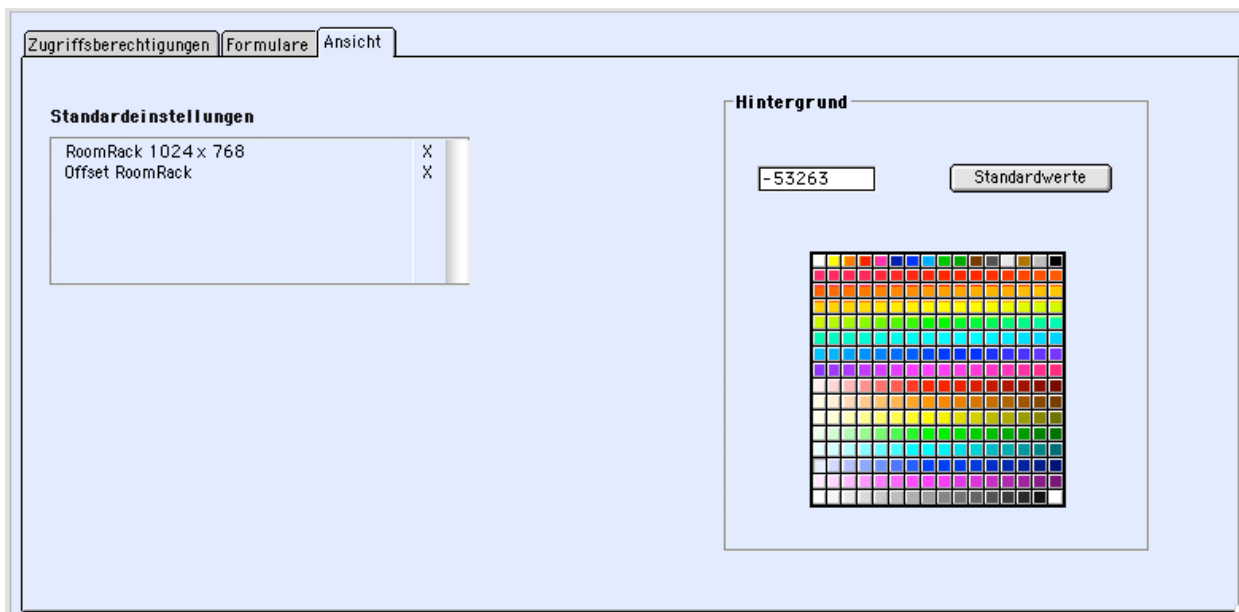 Zugriffsberechtigungen Formulare Ansicht
Standardeinstellungen
RoomRack 1024 x 768 X
Offset RoomRack X
Hintergrund
-53263 Standardwerte